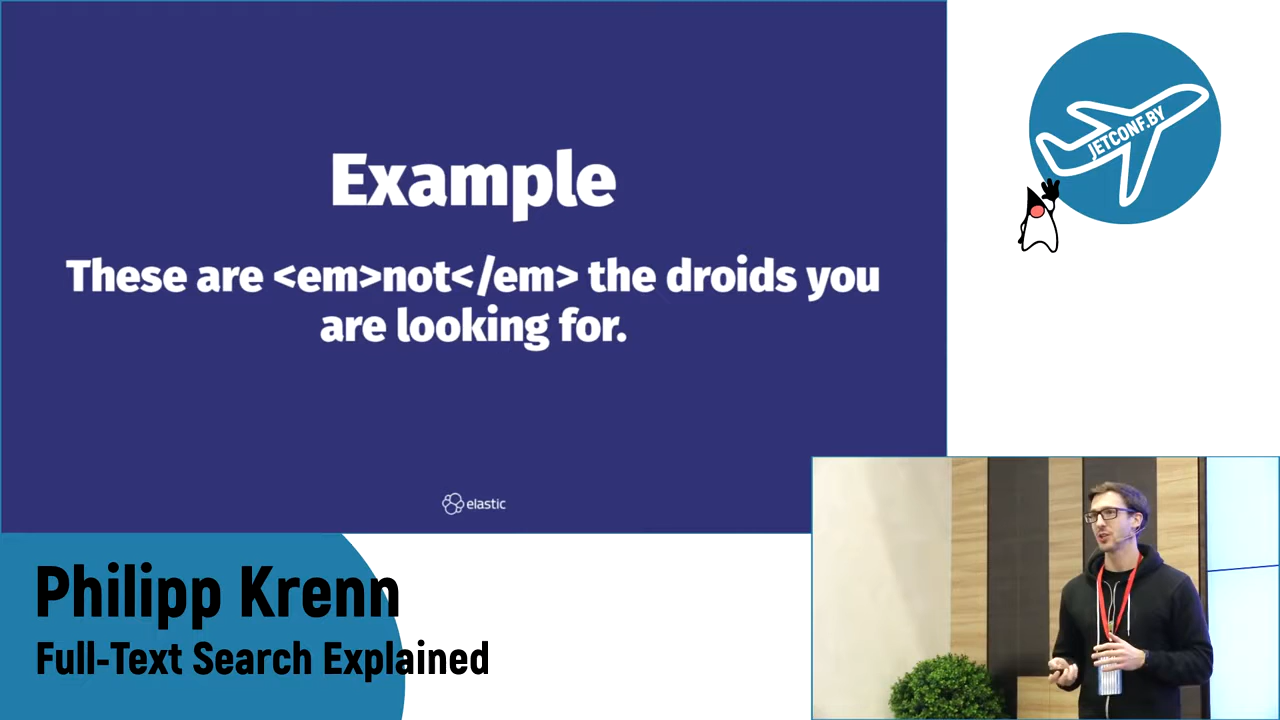 Example
These are <em>not</em> the droids you
are looking for.
elastic
JETCONF.BY
Philipp Krenn
Full-Text Search Explained